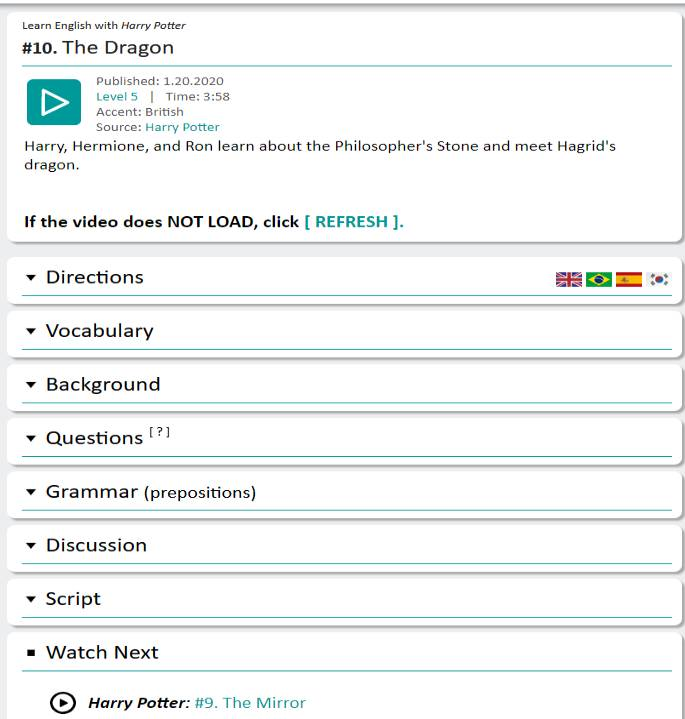 Learn English with Harry Potter
#10. The Dragon
Published: 1.20.2020
Level 5 | Time: 3:58
Accent: British
Source: Harry Potter
Harry, Hermione, and Ron learn about the Philosopher's Stone and meet Hagrid's
dragon.
If the video does NOT LOAD, click [ REFRESH ].
Directions
Vocabulary
Background
Questions [ ? ]
Grammar (prepositions)
Discussion
Script
Watch Next
Harry Potter: #9. The Mirror